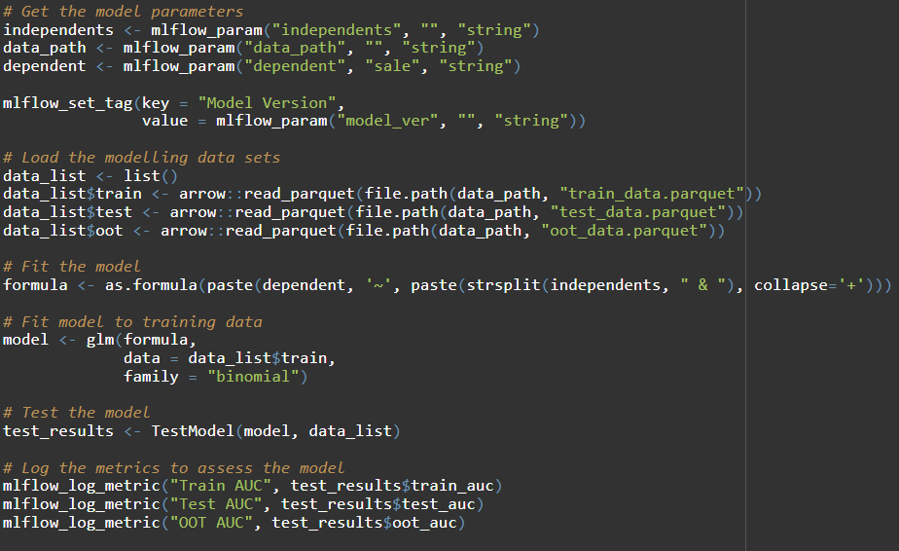 # Get the model parameters
independents <- mlflow_param("independents", "", "string")
data_path <- mlflow_param("data_path", "", "string")
dependent <- mlflow_param("dependent", "sale", "string")
mlflow_set_tag(key = "Model Version",
value = mlflow_param("model_ver", "", "string"))
# Load the modelling data sets
data_list <- list()
data_list$train <- arrow::read_parquet(file.path(data_path, "train_data.parquet"))
data_list$test <- arrow::read_parquet(file.path(data_path, "test_data.parquet"))
data_list$oot <- arrow::read_parquet(file.path(data_path, "oot_data.parquet"))
# Fit the model
formula <- as.formula(paste(dependent, '~', paste(strsplit(independents, " & "), collapse='+')))
# Fit model to training data
model <- glm(formula,
data = data_list$train,
family = "binomial")
# Test the model
test_results <- TestModel(model, data_list)
# Log the metrics to assess the model
mlflow_log_metric("Train AUC", test_results$train_auc)
mlflow_log_metric("Test AUC", test_results$test_auc)
mlflow_log_metric("OOT AUC", test_results$oot_auc)